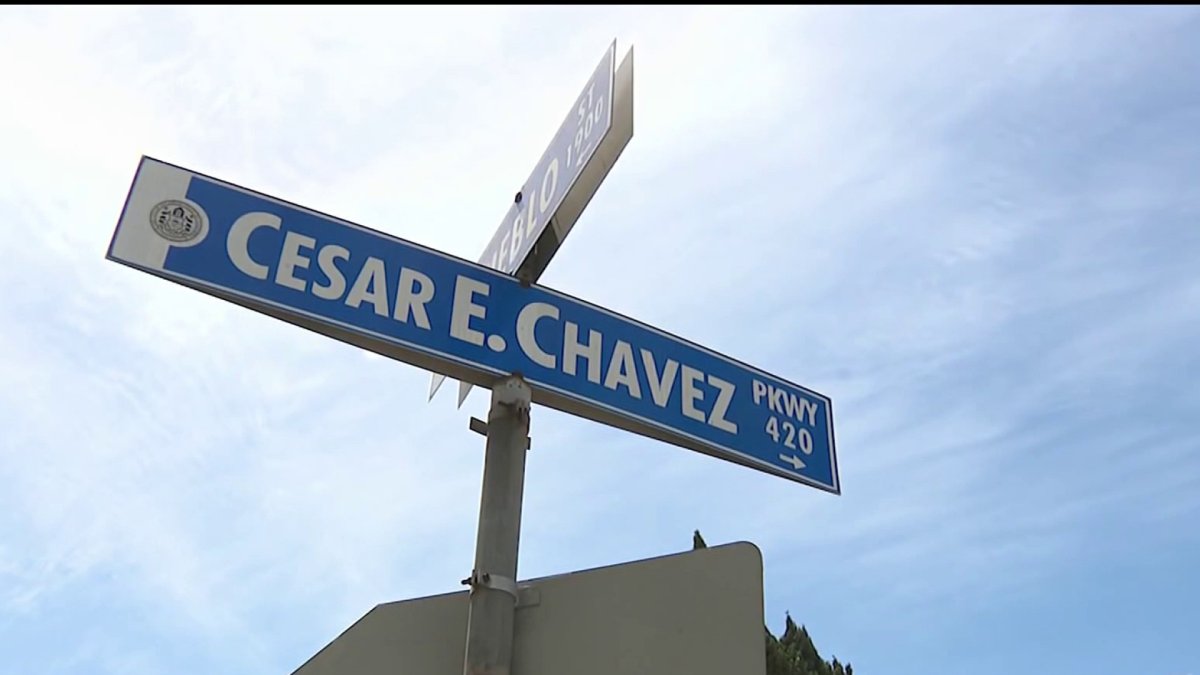 CESAR E. CHAVEZ
PKWY
420
→
ST
1900
←